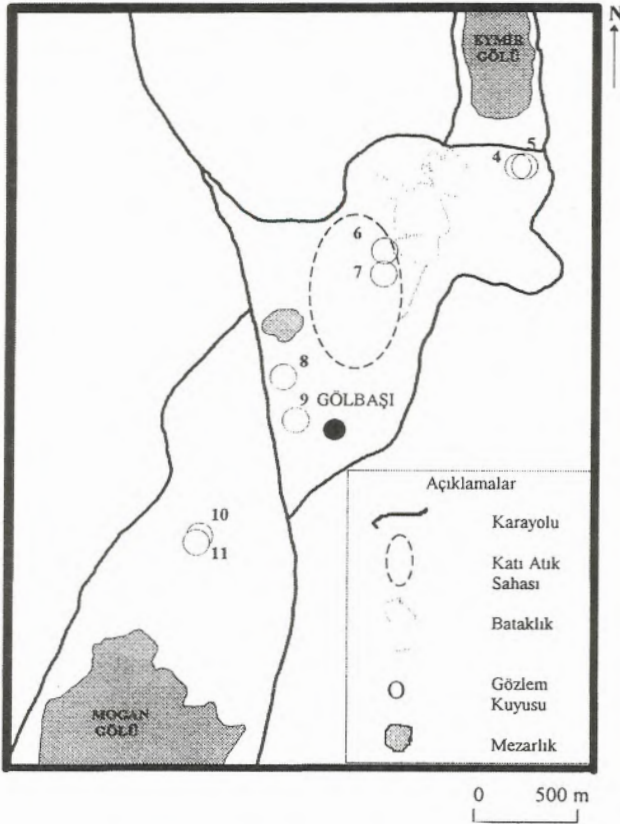 N
EYMİR
GÖLÜ
5
4
6
7
8
9 GÖLBAŞI
10
11
MOGAN
GÖLÜ
Açıklamalar
Karayolu
Katı Atık
Sahası
Bataklık
Gözlem
Kuyusu
Mezarlık
0 500 m